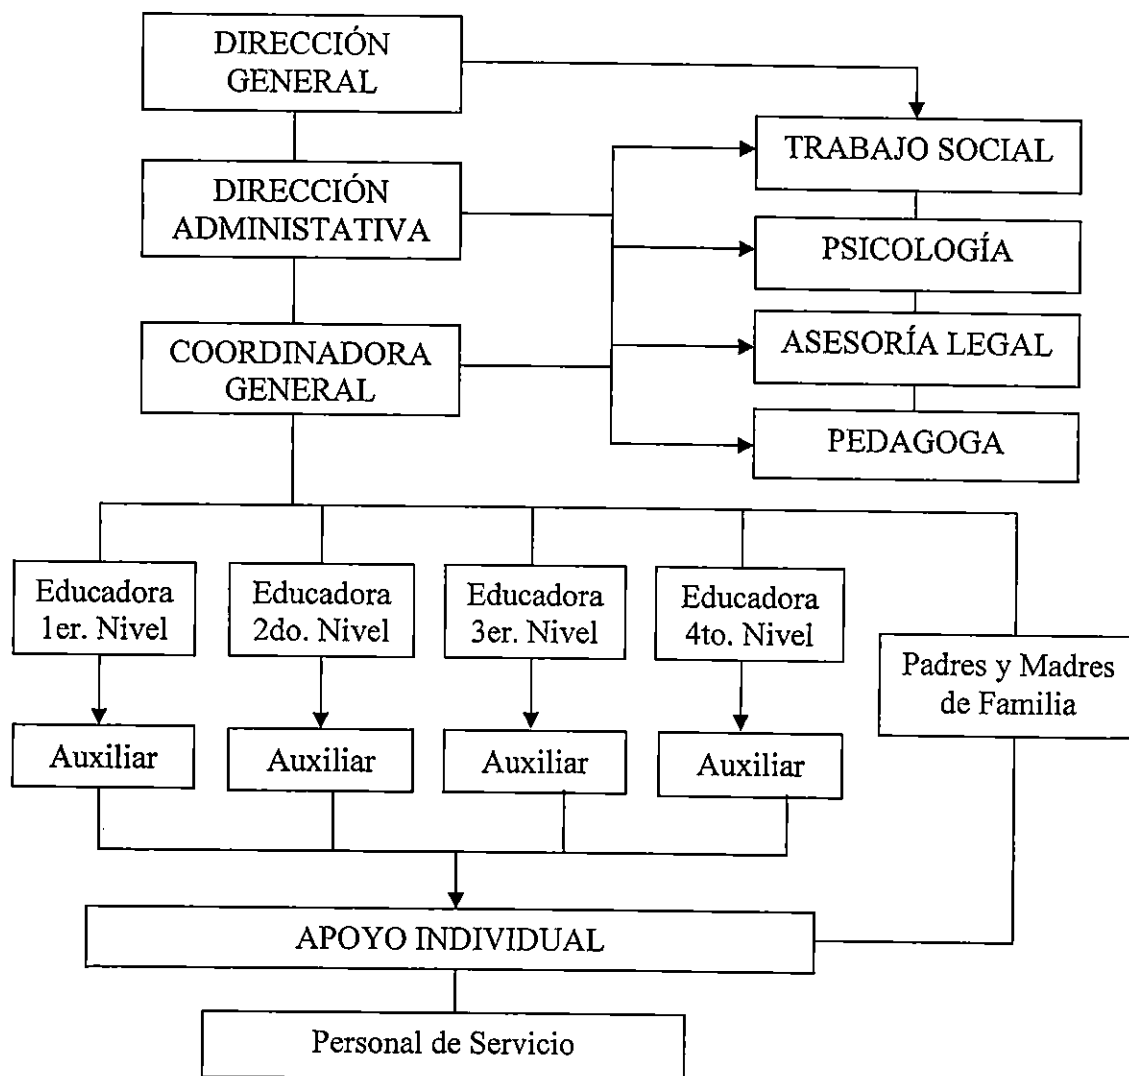 DIRECCIÓN
GENERAL
TRABAJO SOCIAL
DIRECCIÓN
ADMINISTATIVA
PSICOLOGÍA
COORDINADORA
GENERAL
ASESORÍA LEGAL
PEDAGOGA
Educadora
1er. Nivel
Educadora
2do. Nivel
Educadora
3er. Nivel
Educadora
4to. Nivel
Padres y Madres
de Familia
Auxiliar
Auxiliar
Auxiliar
Auxiliar
APOYO INDIVIDUAL
Personal de Servicio